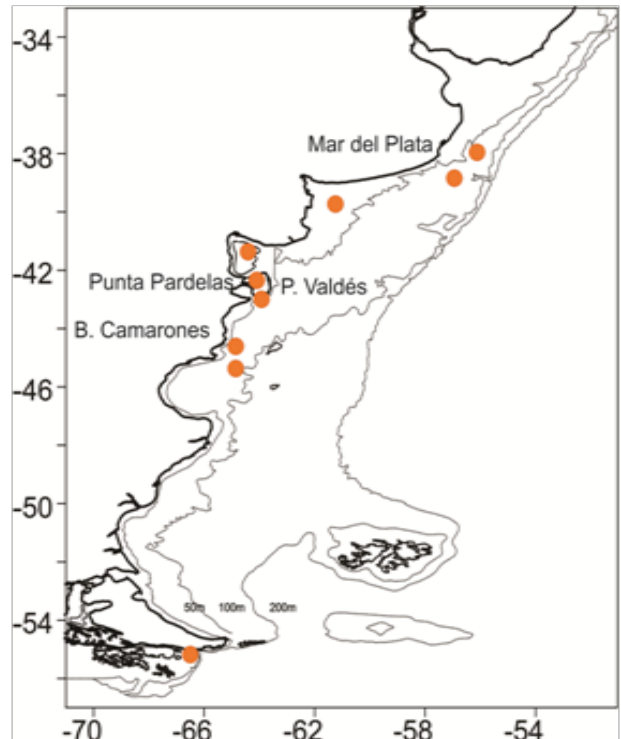 -34
-38
Mar del Plata
-42
Punta Pardelas
P. Valdés
B. Camarones
-46
-50
50m 100m 200m
-54
-70 -66 -62 -58 -54